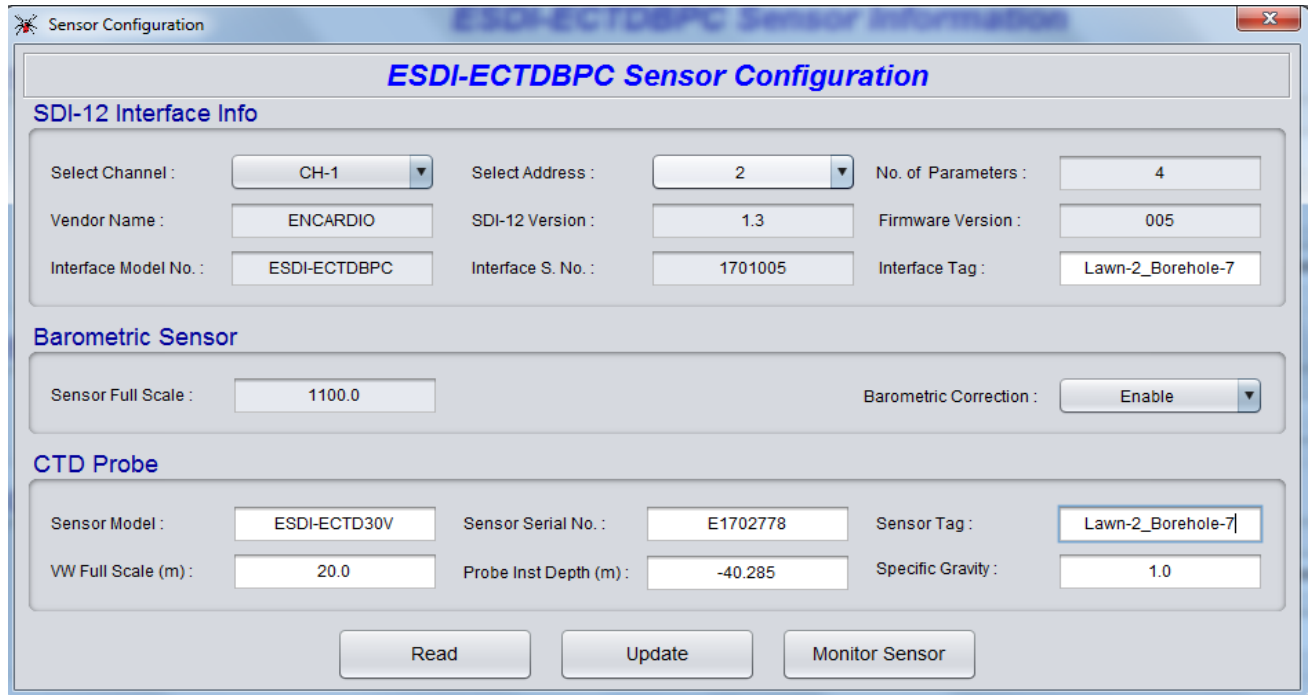 ESDI-ECTDBPC Sensor Information
Sensor Configuration
ESDI-ECTDBPC Sensor Configuration
SDI-12 Interface Info
Select Channel : CH-1 Select Address : 2 No. of Parameters : 4
Vendor Name : ENCARDIO SDI-12 Version : 1.3 Firmware Version : 005
Interface Model No. : ESDI-ECTDBPC Interface S. No. : 1701005 Interface Tag : Lawn-2_Borehole-7
Barometric Sensor
Sensor Full Scale : 1100.0 Barometric Correction : Enable
CTD Probe
Sensor Model : ESDI-ECTD30V Sensor Serial No. : E1702778 Sensor Tag : Lawn-2_Borehole-7
VW Full Scale (m) : 20.0 Probe Inst Depth (m) : -40.285 Specific Gravity : 1.0
Read Update Monitor Sensor